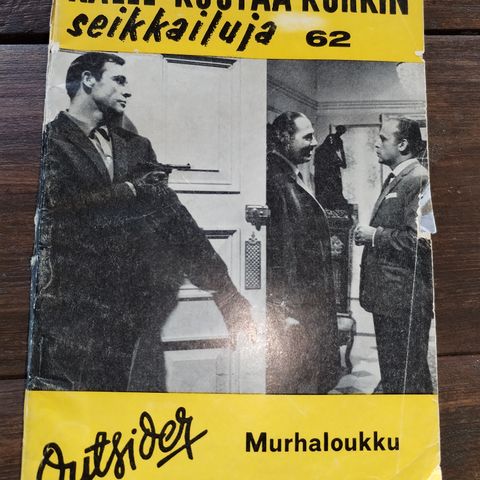 KALLE-KUSTAA KORKIN
seikkailuja 62
Outsider Murhaloukku